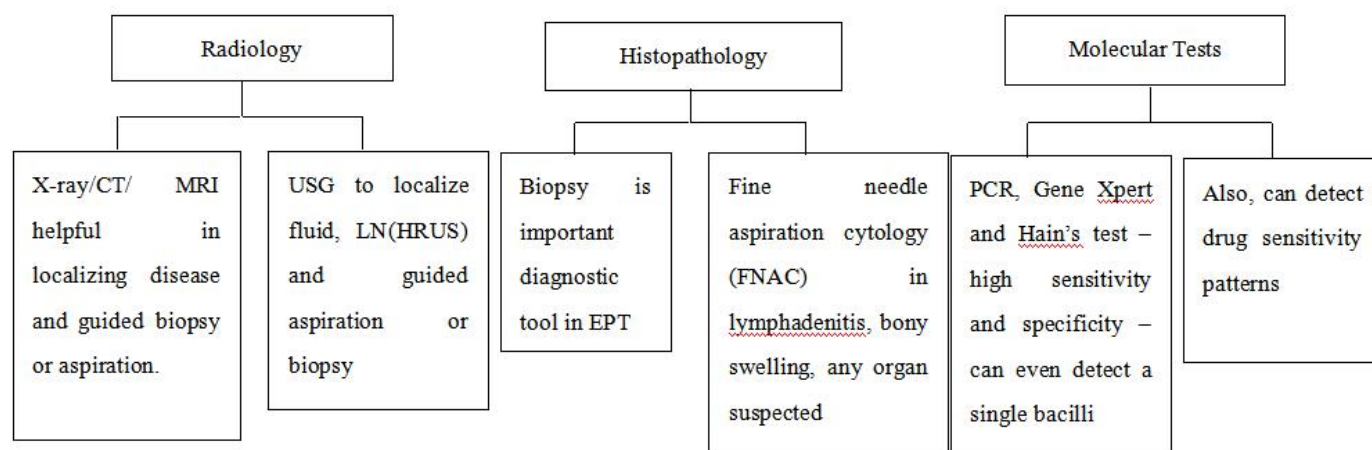 Radiology
X-ray/CT/ MRI
helpful in
localizing disease
and guided biopsy
or aspiration.
USG to localize
fluid, LN(HRUS)
and guided
aspiration or
biopsy
Histopathology
Biopsy is
important
diagnostic
tool in EPT
Fine needle
aspiration cytology
(FNAC) in
lymphadenitis, bony
swelling, any organ
suspected
Molecular Tests
PCR, Gene Xpert
and Hain’s test –
high sensitivity
and specificity –
can even detect a
single bacilli
Also, can detect
drug sensitivity
patterns